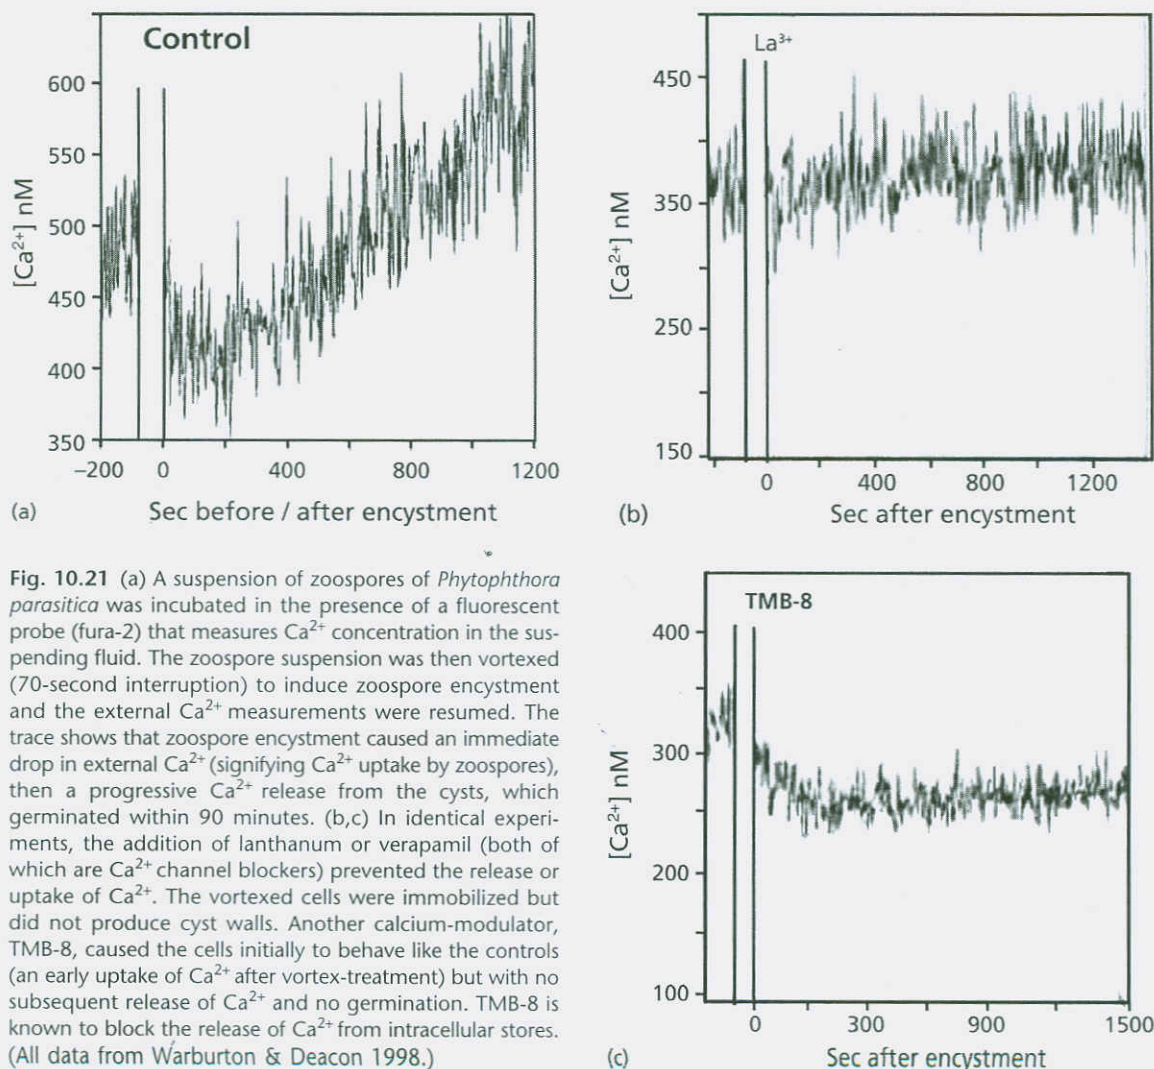 Control
600
550
500
450
400
350
[Ca²⁺] nM
−200
0
400
800
1200
(a)
Sec before / after encystment
La³⁺
450
350
250
150
[Ca²⁺] nM
0
400
800
1200
(b)
Sec after encystment
Fig. 10.21 (a) A suspension of zoospores of Phytophthora
parasitica was incubated in the presence of a fluorescent
probe (fura-2) that measures Ca²⁺ concentration in the sus-
pending fluid. The zoospore suspension was then vortexed
(70-second interruption) to induce zoospore encystment
and the external Ca²⁺ measurements were resumed. The
trace shows that zoospore encystment caused an immediate
drop in external Ca²⁺ (signifying Ca²⁺ uptake by zoospores),
then a progressive Ca²⁺ release from the cysts, which
germinated within 90 minutes. (b,c) In identical experi-
ments, the addition of lanthanum or verapamil (both of
which are Ca²⁺ channel blockers) prevented the release or
uptake of Ca²⁺. The vortexed cells were immobilized but
did not produce cyst walls. Another calcium-modulator,
TMB-8, caused the cells initially to behave like the controls
(an early uptake of Ca²⁺ after vortex-treatment) but with no
subsequent release of Ca²⁺ and no germination. TMB-8 is
known to block the release of Ca²⁺ from intracellular stores.
(All data from Warburton & Deacon 1998.)
TMB-8
400
300
200
100
[Ca²⁺] nM
0
300
900
1500
(c)
Sec after encystment